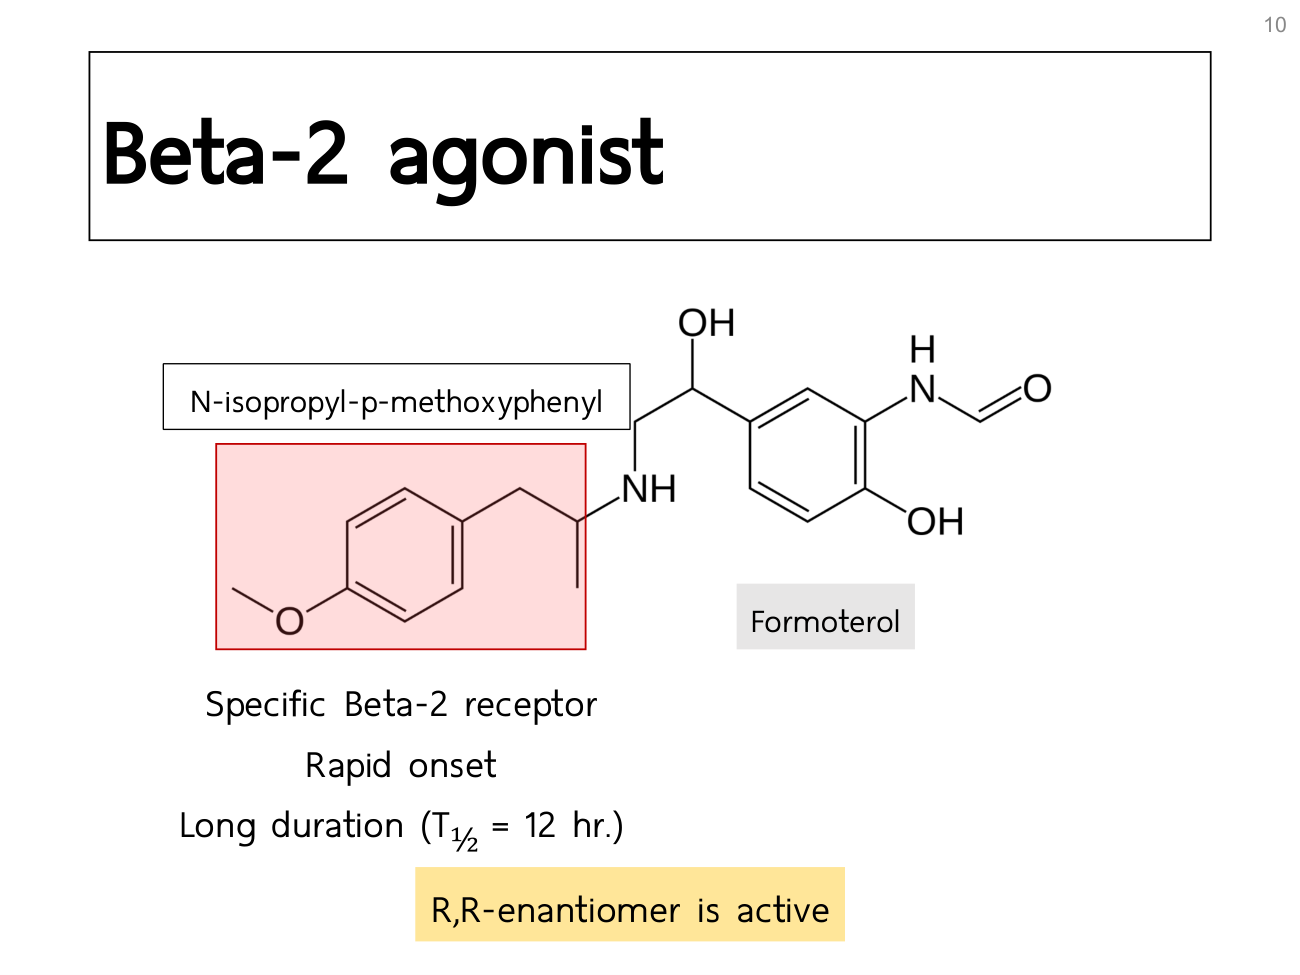 10
Beta-2 agonist
OH
H
N-isopropyl-p-methoxyphenyl
N
O
NH
OH
O
Formoterol
Specific Beta-2 receptor
Rapid onset
Long duration (T½ = 12 hr.)
R,R-enantiomer is active